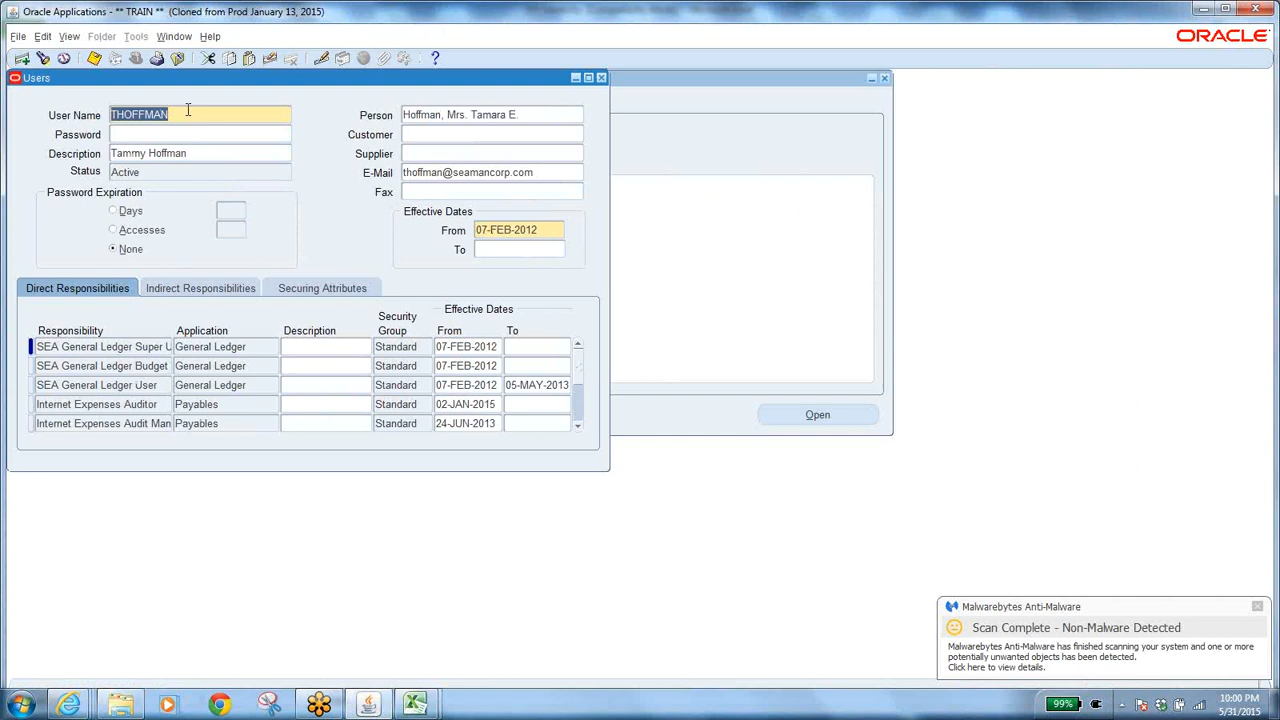 Oracle Applications - ** TRAIN ** (Cloned from Prod January 13, 2015)
File Edit View Folder Tools Window Help
ORACLE
Users
User Name THOFFMAN
Password
Description Tammy Hoffman
Status Active
Person Hoffman, Mrs. Tamara E.
Customer
Supplier
E-Mail thoffman@seamancorp.com
Fax
Password Expiration
Days
Accesses
None
Effective Dates
From 07-FEB-2012
To
Direct Responsibilities Indirect Responsibilities Securing Attributes
Effective Dates
Security
Responsibility Application Description Group From To
SEA General Ledger Super U General Ledger Standard 07-FEB-2012
SEA General Ledger Budget General Ledger Standard 07-FEB-2012
SEA General Ledger User General Ledger Standard 07-FEB-2012 05-MAY-2013
Internet Expenses Auditor Payables Standard 02-JAN-2015
Internet Expenses Audit Man Payables Standard 24-JUN-2013
Open
Malwarebytes Anti-Malware
Scan Complete - Non-Malware Detected
Malwarebytes Anti-Malware has finished scanning your system and one or more
potentially unwanted objects has been detected.
Click here to view details.
99%
10:00 PM
5/31/2015